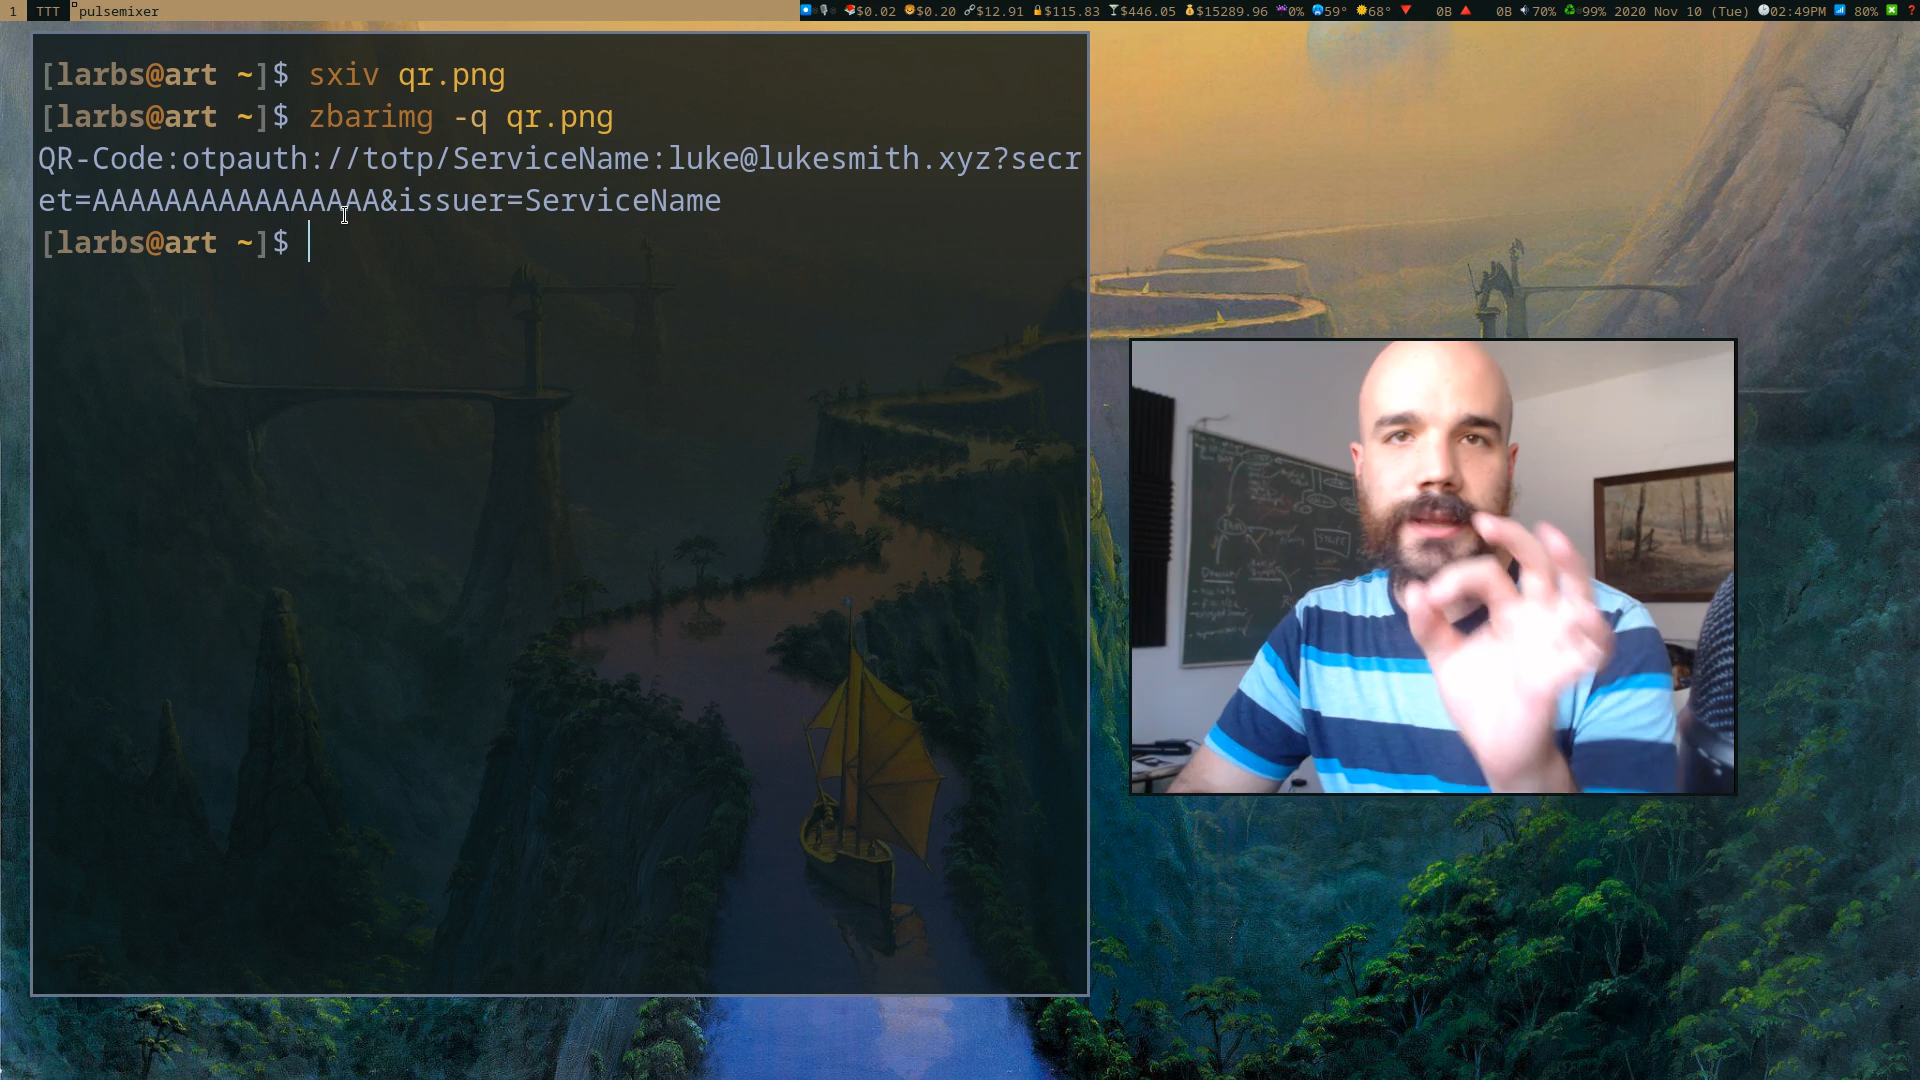 1 TTT pulsemixer $0.02 $0.20 $12.91 $115.83 $446.05 $15289.96 0% 59° 68° 0B 0B 70% 99% 2020 Nov 10 (Tue) 02:49PM 80% ?
[larbs@art ~]$ sxiv qr.png
[larbs@art ~]$ zbarimg -q qr.png
QR-Code:otpauth://totp/ServiceName:luke@lukesmith.xyz?secr
et=AAAAAAAAAAAAAAAA&issuer=ServiceName
[larbs@art ~]$